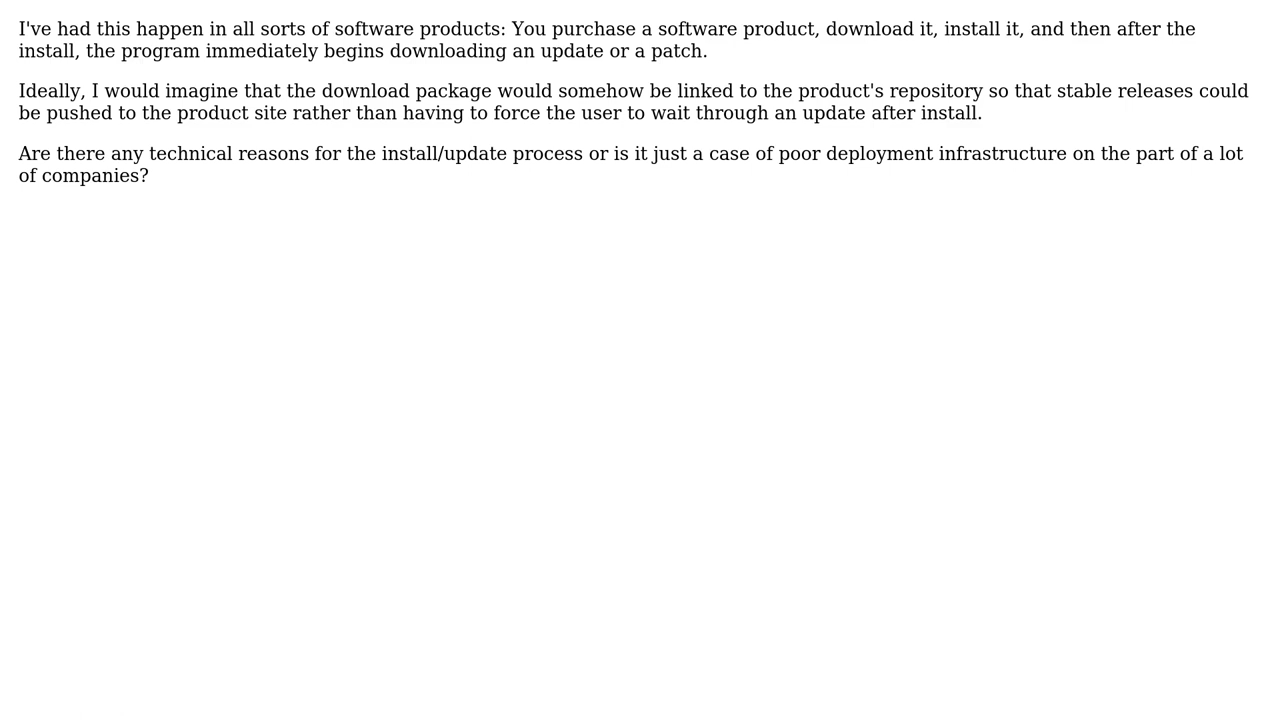 I've had this happen in all sorts of software products: You purchase a software product, download it, install it, and then after the
install, the program immediately begins downloading an update or a patch.
Ideally, I would imagine that the download package would somehow be linked to the product's repository so that stable releases could
be pushed to the product site rather than having to force the user to wait through an update after install.
Are there any technical reasons for the install/update process or is it just a case of poor deployment infrastructure on the part of a lot
of companies?